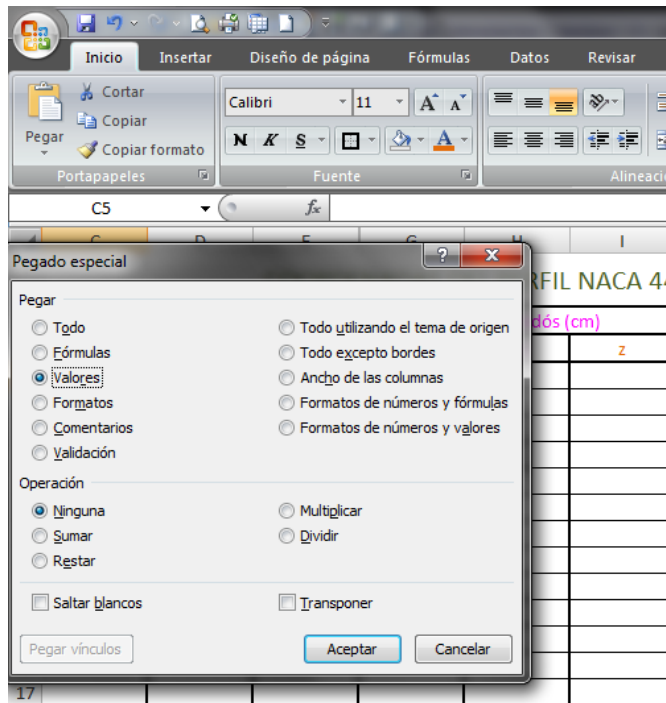 Inicio Insertar Diseño de página Fórmulas Datos Revisar
Cortar
Copiar
Copiar formato
Pegar
Calibri 11 A A
N K S A
Portapapeles Fuente Alineaci
C5 fx
I
Pegado especial
RFIL NACA 44
dós (cm)
z
Pegar
Todo Todo utilizando el tema de origen
Fórmulas Todo excepto bordes
Valores Ancho de las columnas
Formatos Formatos de números y fórmulas
Comentarios Formatos de números y valores
Validación
Operación
Ninguna Multiplicar
Sumar Dividir
Restar
Saltar blancos Transponer
Pegar vínculos Aceptar Cancelar
17